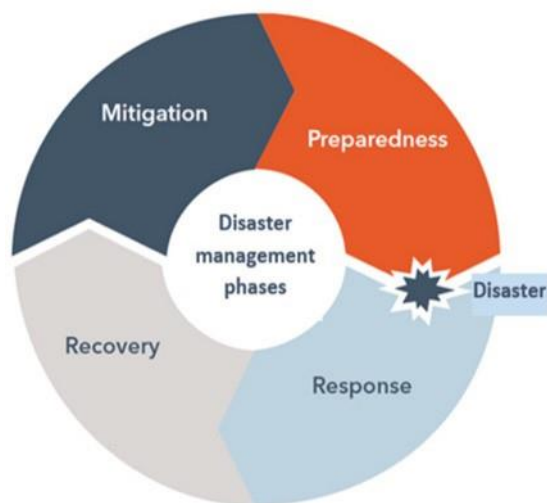 Mitigation
Preparedness
Disaster
management
phases
Disaster
Recovery
Response